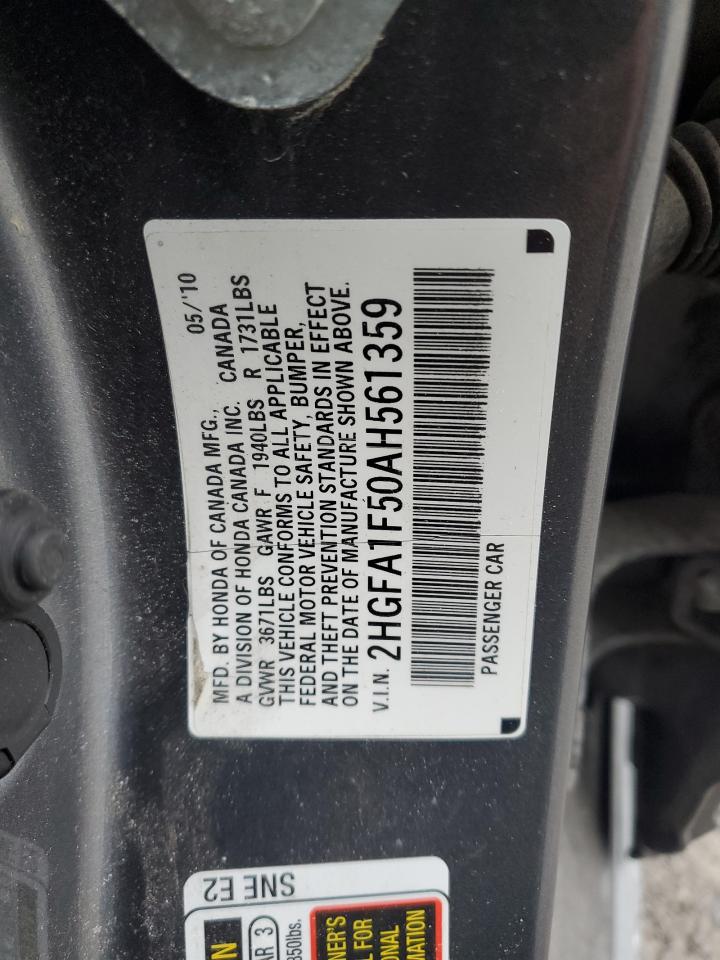 MFD. BY HONDA OF CANADA MFG., 05/'10
A DIVISION OF HONDA CANADA INC. CANADA
GVWR 3671LBS GAWR F 1940LBS R 1731LBS
THIS VEHICLE CONFORMS TO ALL APPLICABLE
FEDERAL MOTOR VEHICLE SAFETY, BUMPER,
AND THEFT PREVENTION STANDARDS IN EFFECT
ON THE DATE OF MANUFACTURE SHOWN ABOVE.
V.I.N. 2HGFA1F50AH561359
PASSENGER CAR
SNE E2
3
850lbs.